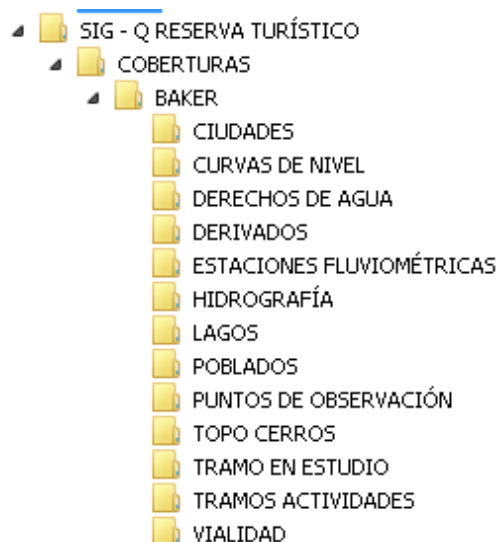 SIG - Q RESERVA TURÍSTICO
COBERTURAS
BAKER
CIUDADES
CURVAS DE NIVEL
DERECHOS DE AGUA
DERIVADOS
ESTACIONES FLUVIOMÉTRICAS
HIDROGRAFÍA
LAGOS
POBLADOS
PUNTOS DE OBSERVACIÓN
TOPO CERROS
TRAMO EN ESTUDIO
TRAMOS ACTIVIDADES
VIALIDAD